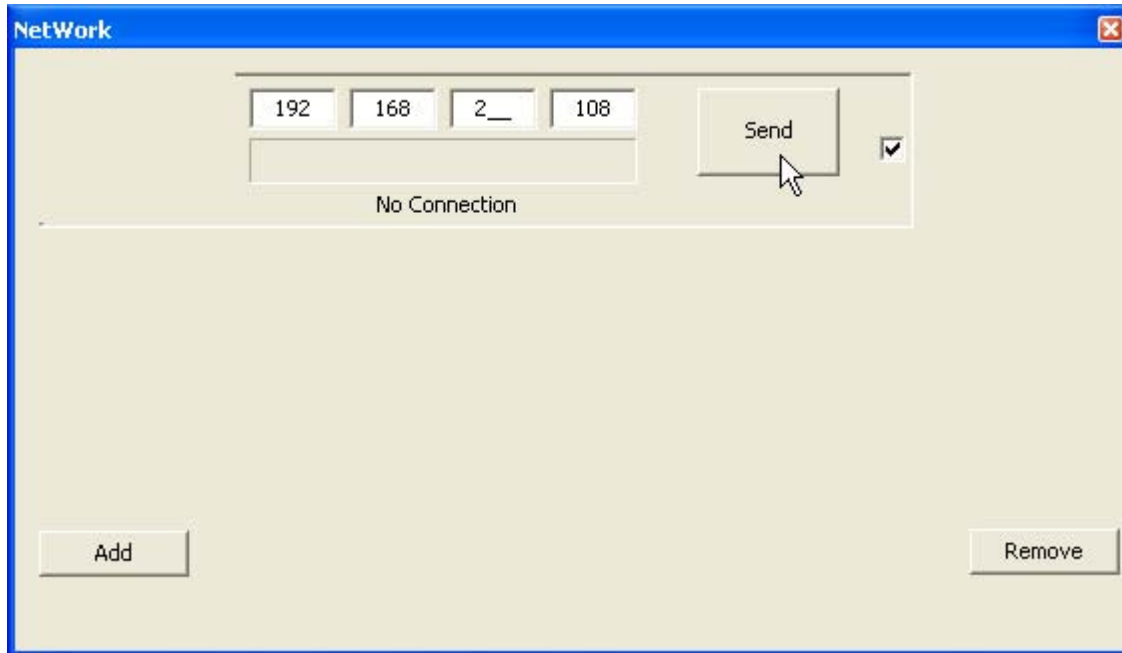 NetWork
192 168 2__ 108
Send
No Connection
Add
Remove